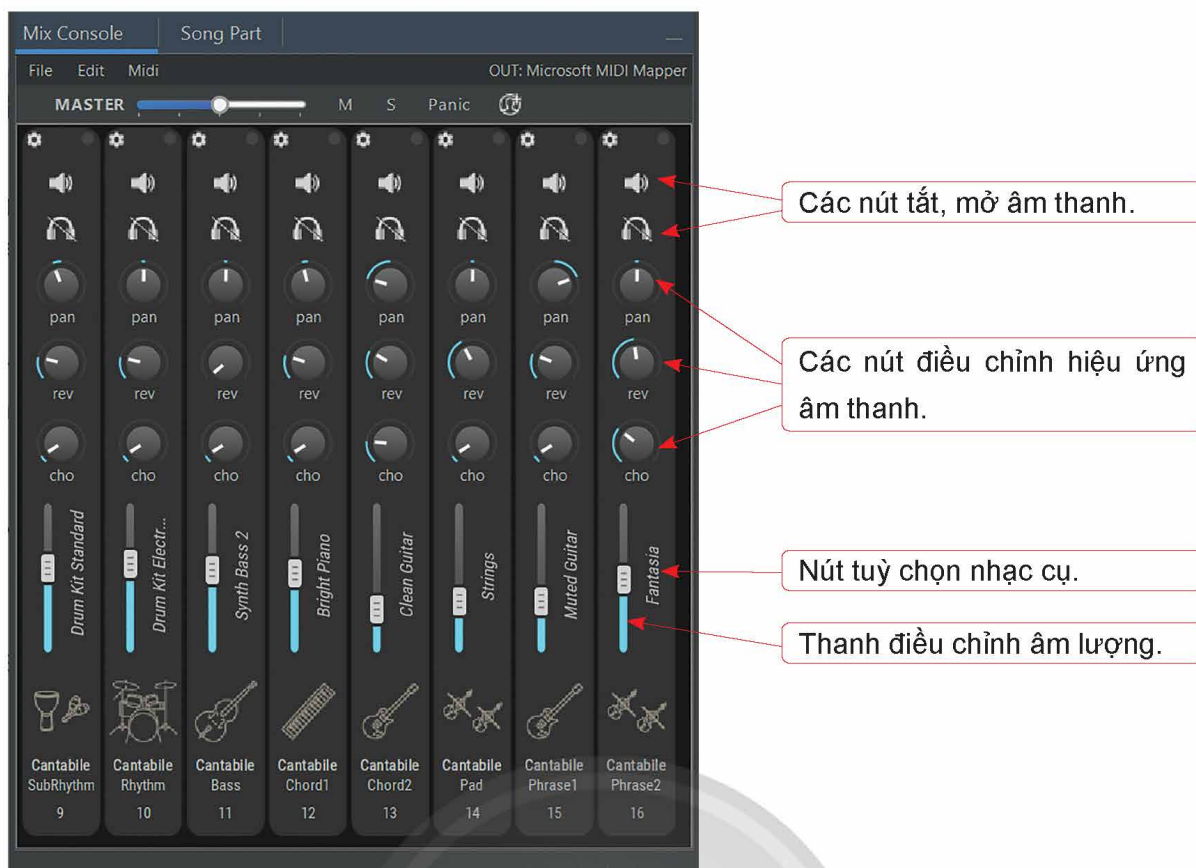 Mix Console Song Part
File Edit Midi OUT: Microsoft MIDI Mapper
MASTER M S Panic
Các nút tắt, mở âm thanh.
pan pan pan pan pan pan pan pan
rev rev rev rev rev rev rev rev
Các nút điều chỉnh hiệu ứng
âm thanh.
cho cho cho cho cho cho cho cho
Drum Kit Standard
Drum Kit Electr...
Synth Bass 2
Bright Piano
Clean Guitar
Strings
Muted Guitar
Fantasia
Nút tuỳ chọn nhạc cụ.
Thanh điều chỉnh âm lượng.
Cantabile Cantabile Cantabile Cantabile Cantabile Cantabile Cantabile Cantabile
SubRhythm Rhythm Bass Chord1 Chord2 Pad Phrase1 Phrase2
9 10 11 12 13 14 15 16